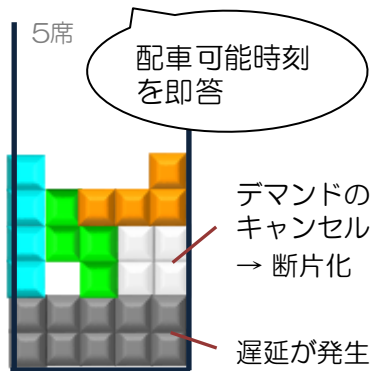 5席
配車可能時刻
を即答
デマンドの
キャンセル
→ 断片化
遅延が発生